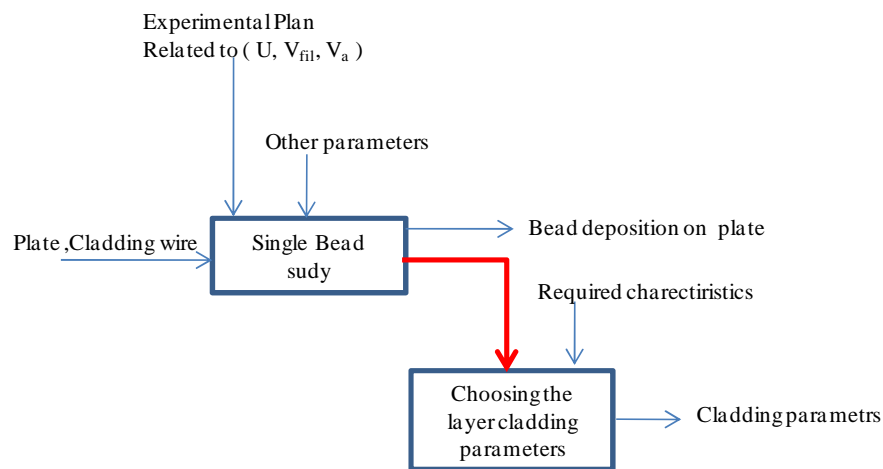 Experimental Plan
Related to ( U, Vfil, Va )
Other parameters
Plate ,Cladding wire
Single Bead
sudy
Bead deposition on plate
Required charectiristics
Choosing the
layer cladding
parameters
Cladding parametrs